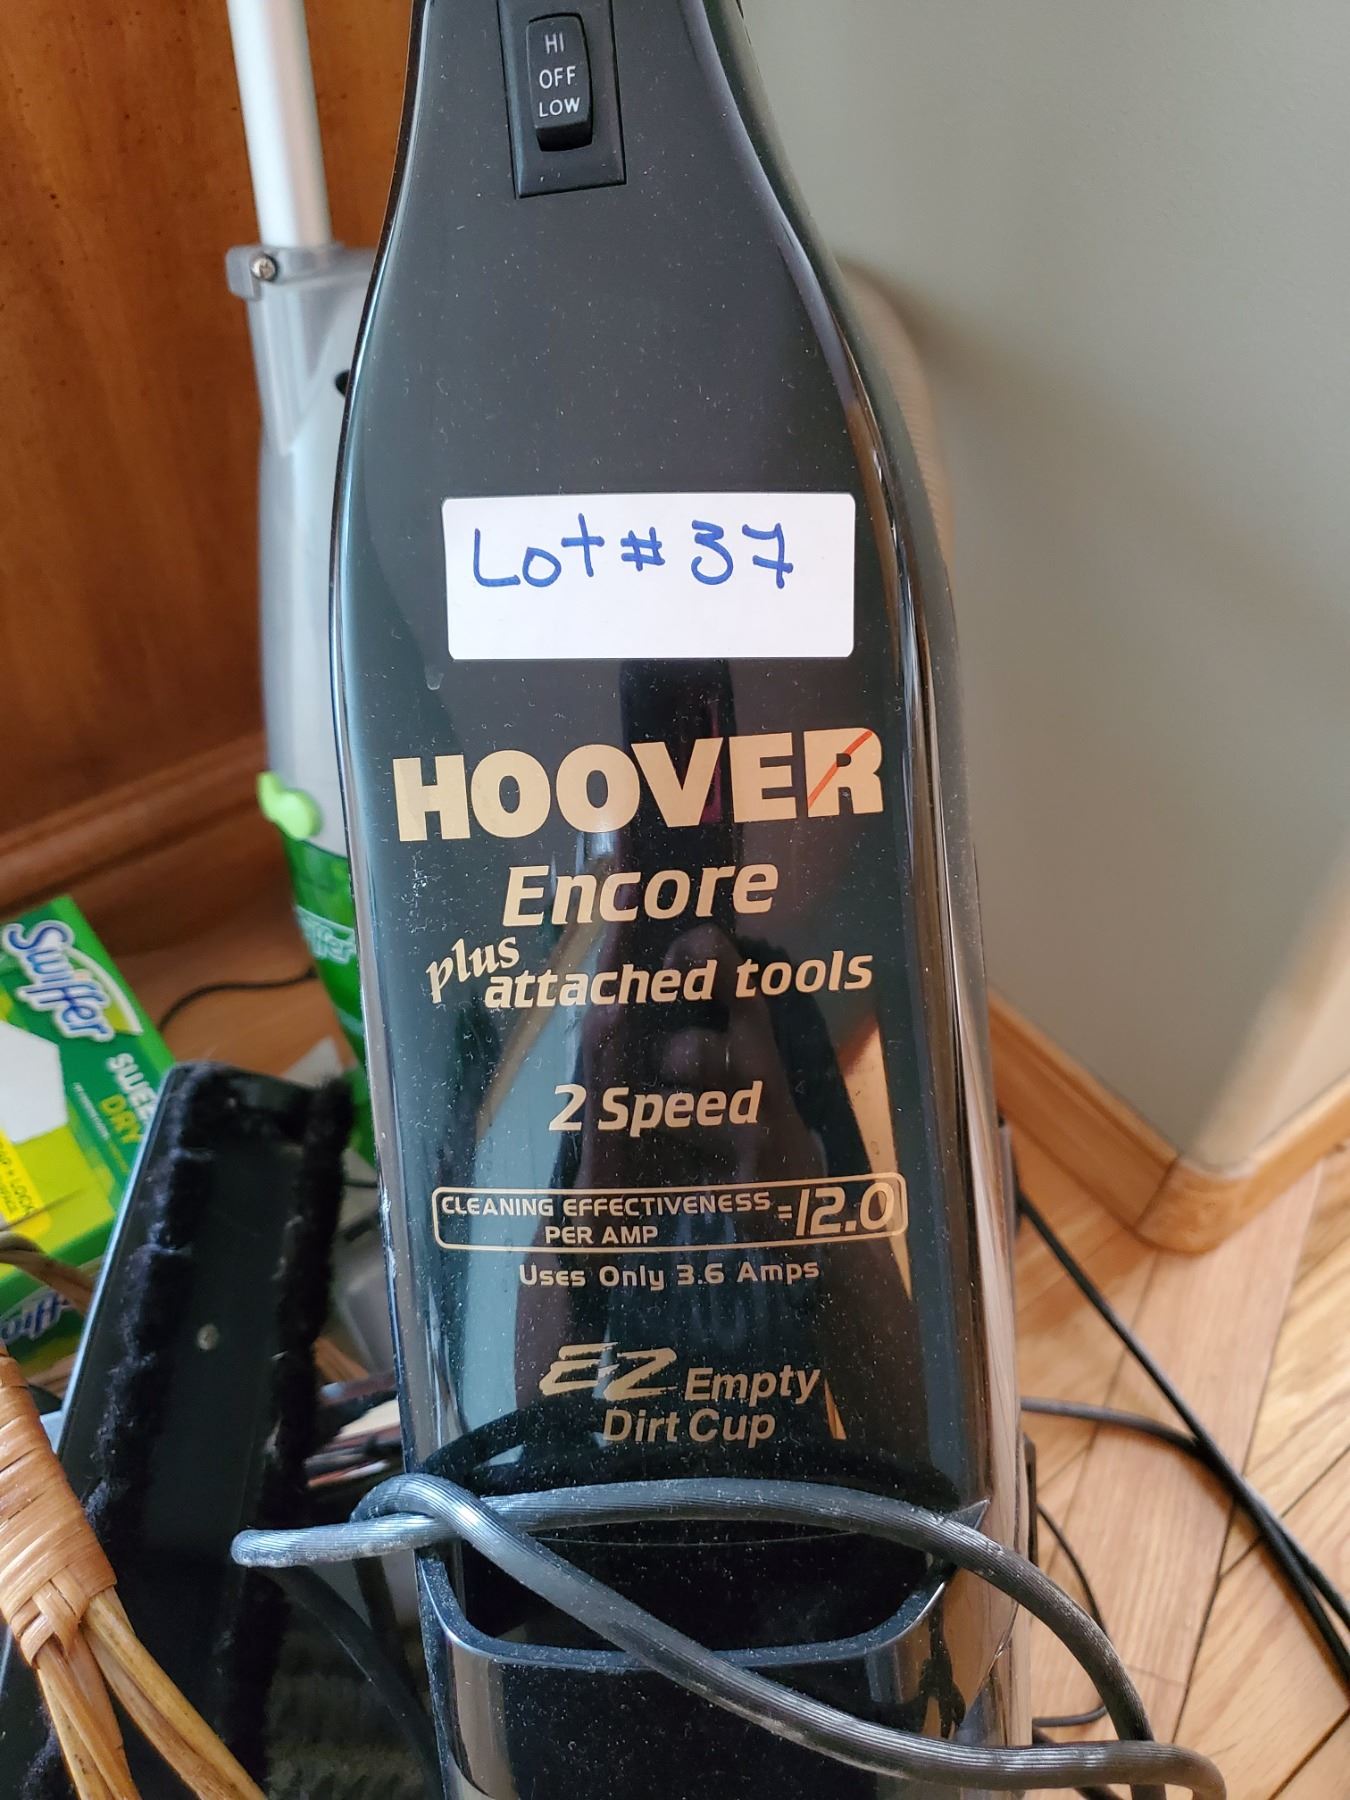 HI
OFF
LOW
Lot # 37
HOOVER
Encore
plus
attached tools
2 Speed
CLEANING EFFECTIVENESS
PER AMP
=12.0
Uses Only 3.6 Amps
EZ Empty
Dirt Cup
Swiffer
DRY